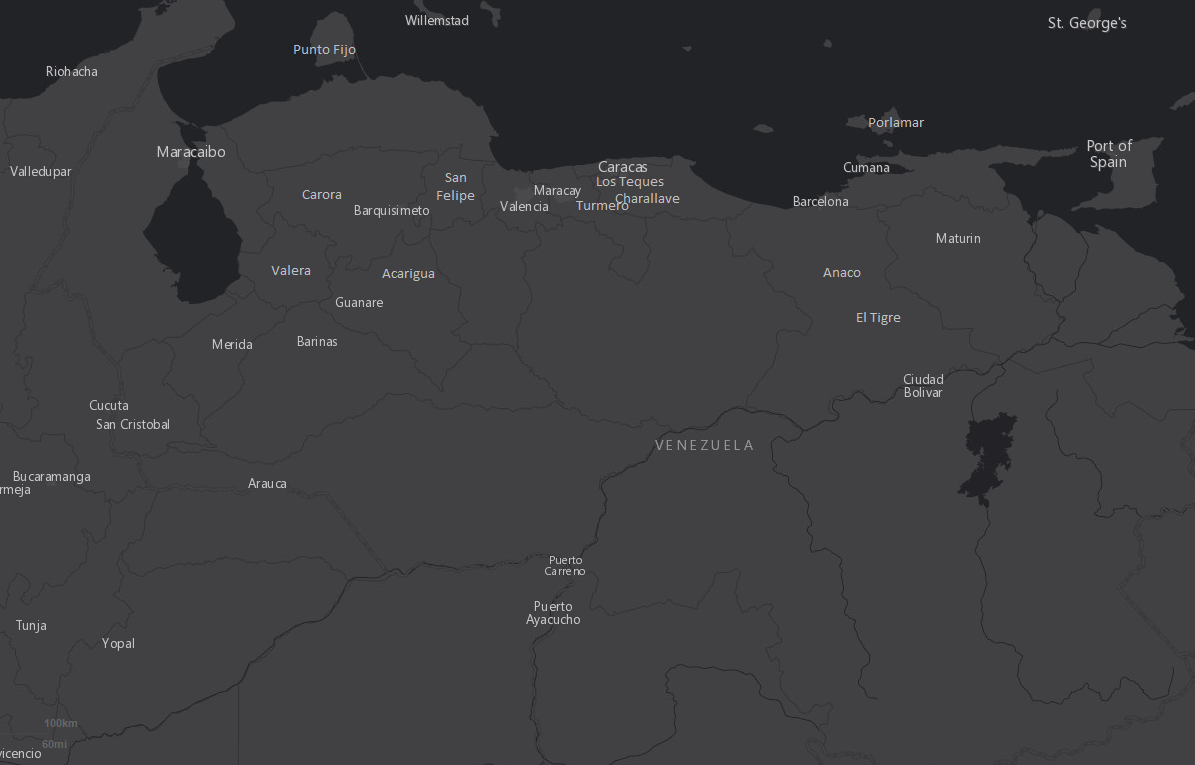 Willemstad
St. George's
Punto Fijo
Riohacha
Porlamar
Maracaibo
Port of
Spain
Valledupar
Caracas
Cumana
San
Felipe
Los Teques
Carora
Maracay
Charallave
Barquisimeto
Valencia
Turmero
Barcelona
Maturin
Valera
Acarigua
Anaco
Guanare
El Tigre
Merida
Barinas
Ciudad
Bolivar
Cucuta
San Cristobal
VENEZUELA
Bucaramanga
rmeja
Arauca
Puerto
Carreno
Puerto
Ayacucho
Tunja
Yopal
100km
60mi
vicencio